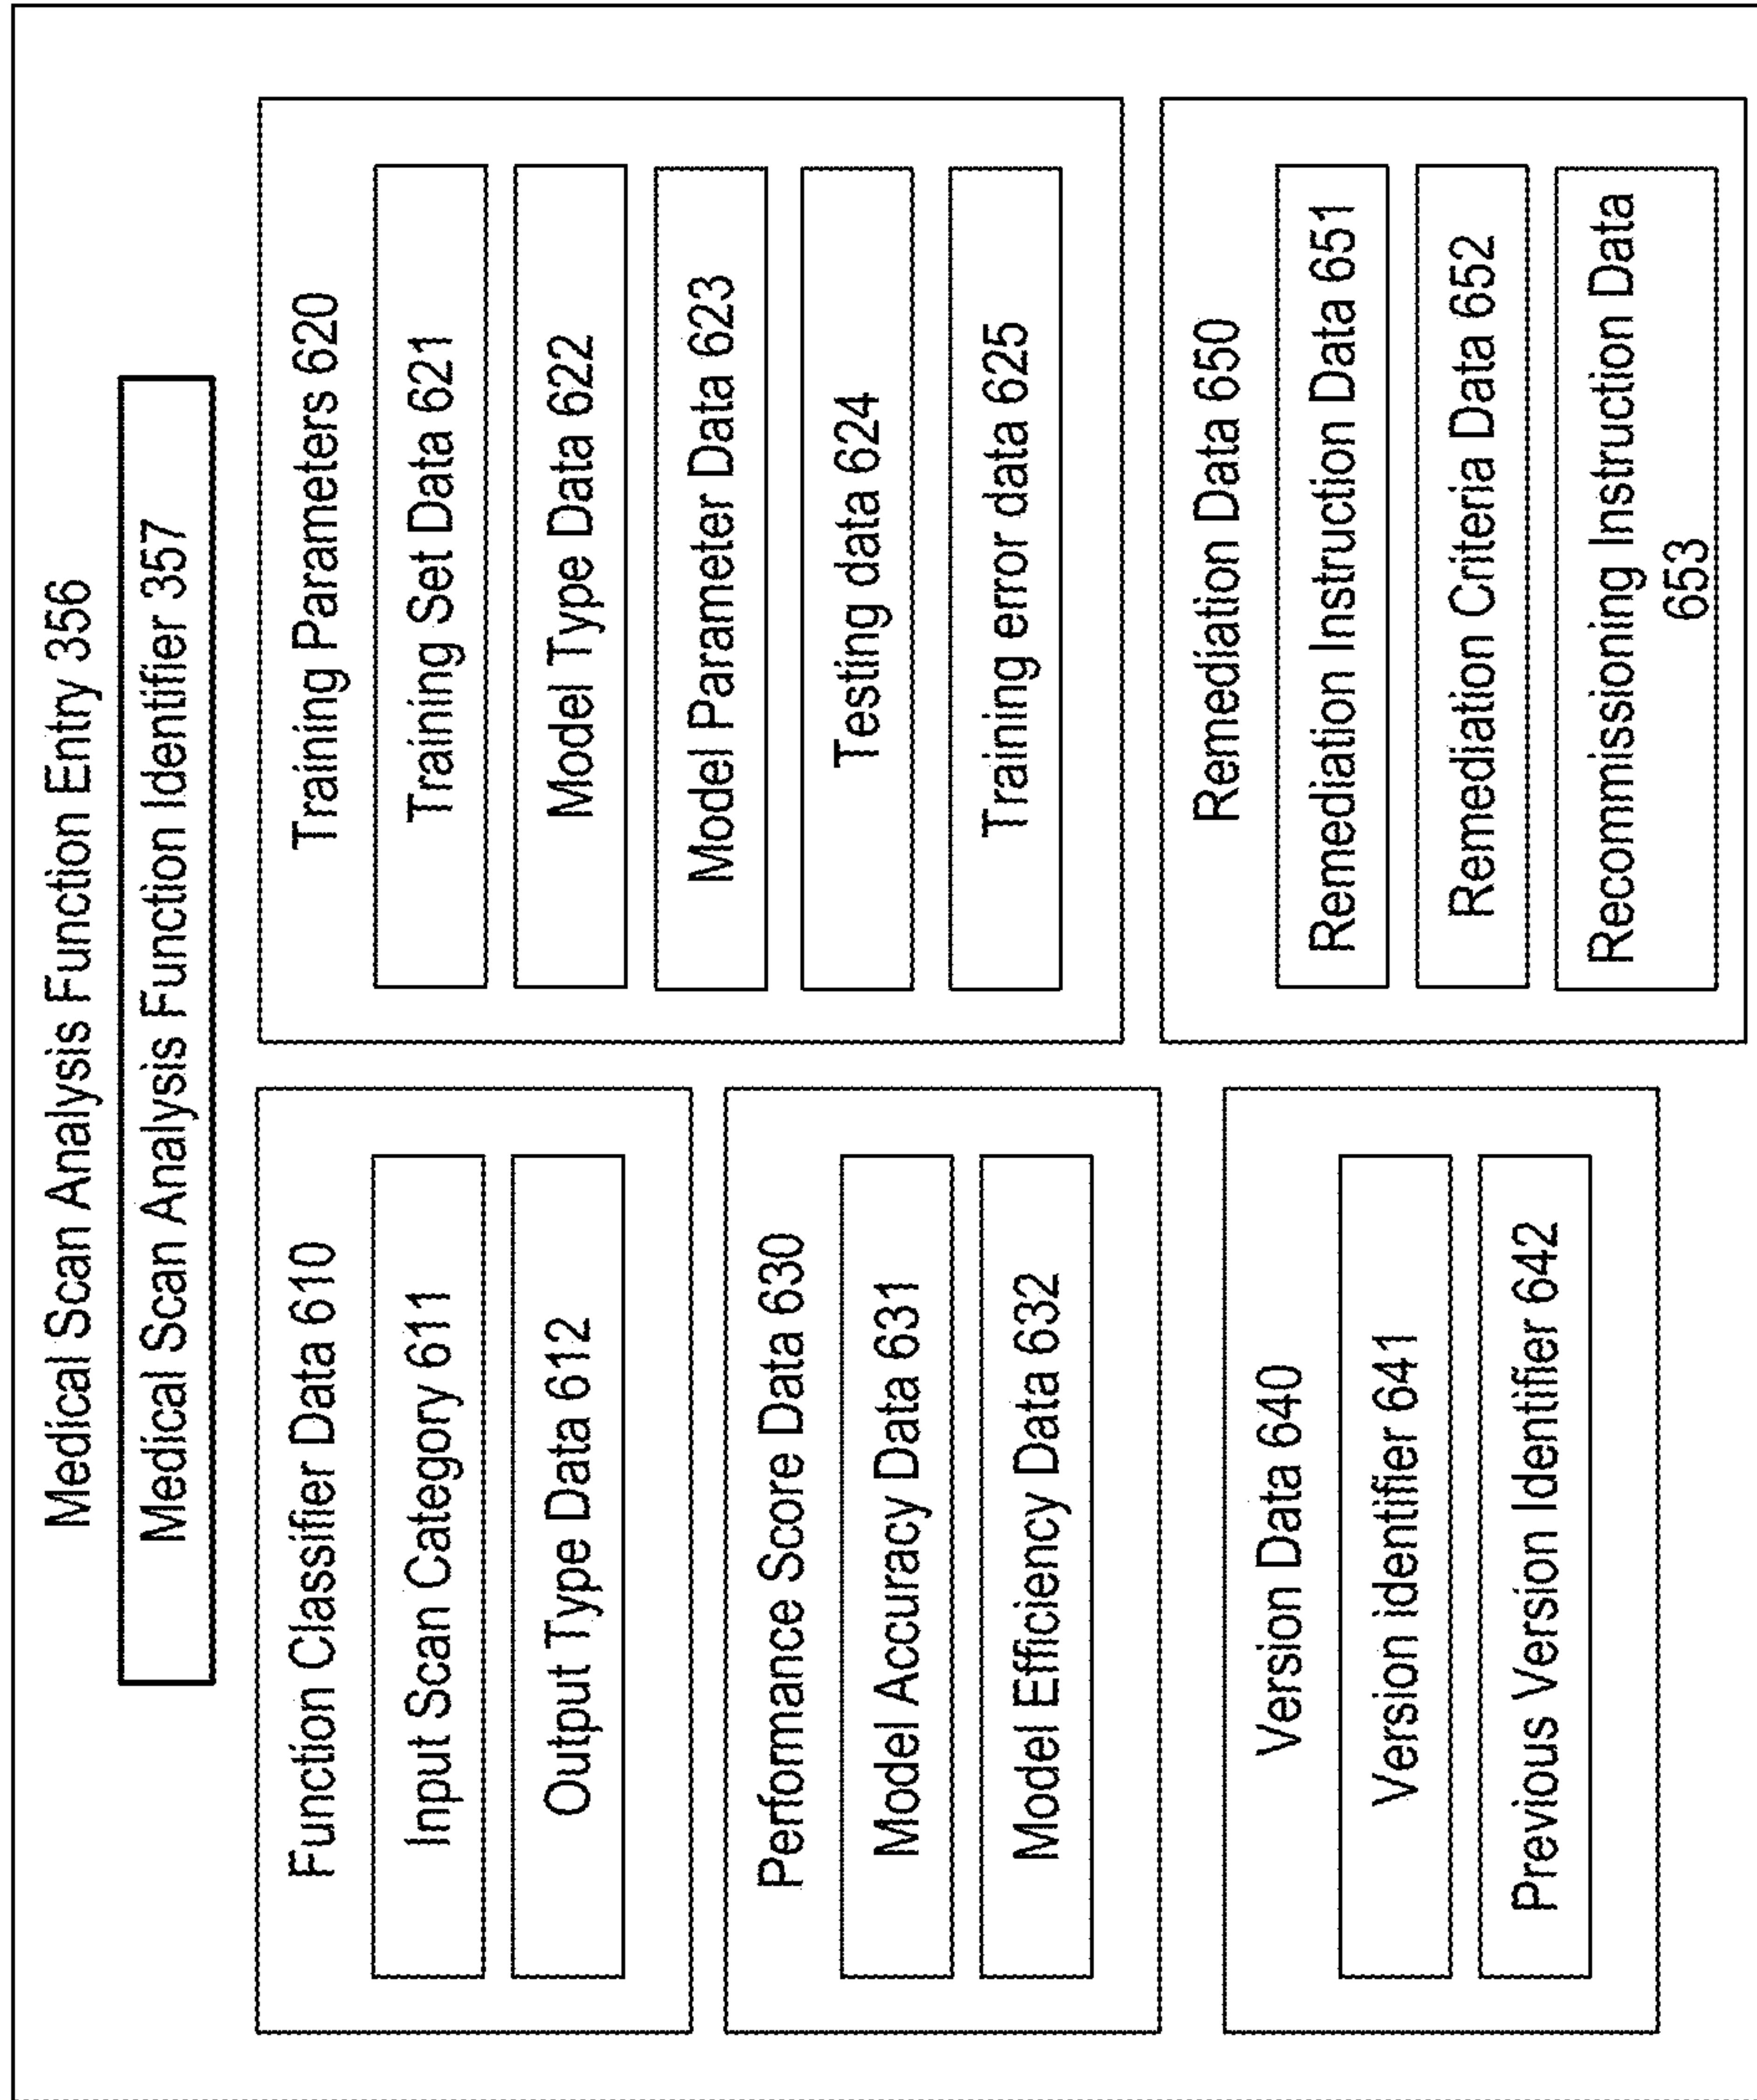 Medical Scan Analysis Function Entry 356
Medical Scan Analysis Function Identifier 357
Function Classifier Data 610
Input Scan Category 611
Output Type Data 612
Performance Score Data 630
Model Accuracy Data 631
Model Efficiency Data 632
Version Data 640
Version identifier 641
Previous Version Identifier 642
Training Parameters 620
Training Set Data 621
Model Type Data 622
Model Parameter Data 623
Testing data 624
Training error data 625
Remediation Data 650
Remediation Instruction Data 651
Remediation Criteria Data 652
Recommissioning Instruction Data
653